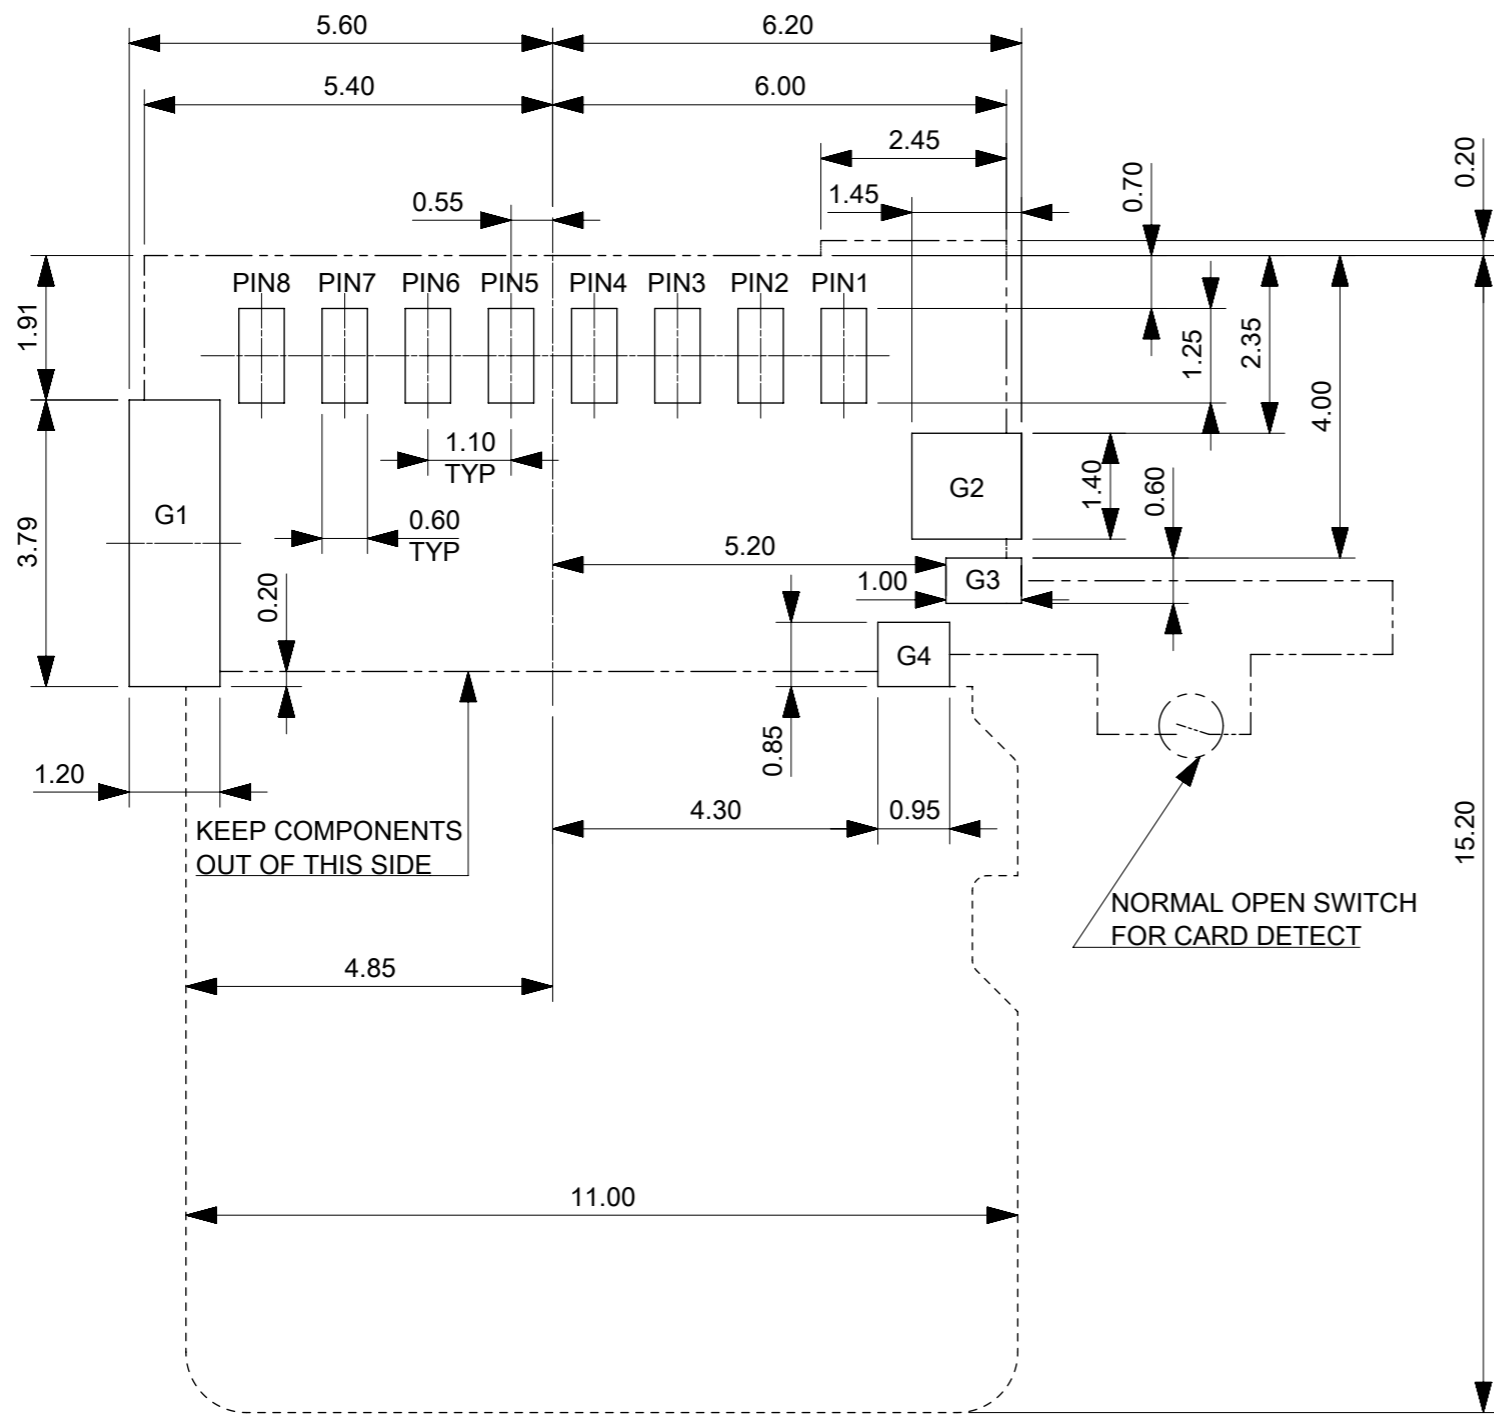 5.60
6.20
5.40
6.00
2.45
0.20
0.70
1.45
0.55
PIN8
PIN7
PIN6
PIN5
PIN4
PIN3
PIN2
PIN1
1.91
1.25
2.35
4.00
1.10
TYP
G2
1.40
0.60
G1
3.79
0.60
TYP
5.20
1.00
G3
0.20
G4
0.85
1.20
4.30
0.95
KEEP COMPONENTS
OUT OF THIS SIDE
15.20
NORMAL OPEN SWITCH
FOR CARD DETECT
4.85
11.00